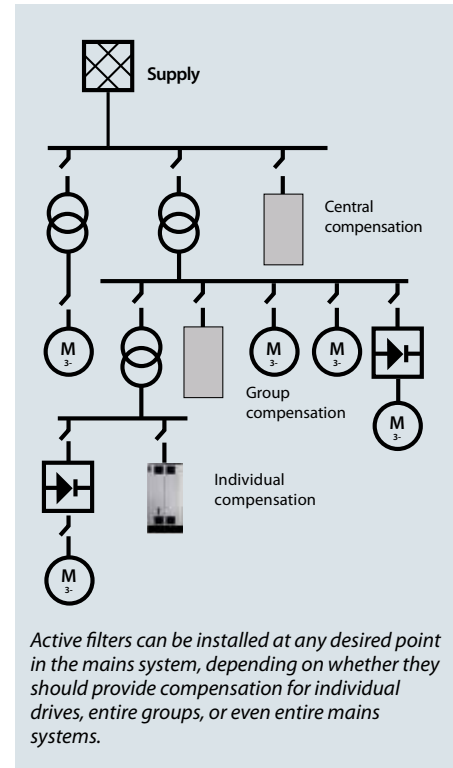 Supply
Central
compensation
M
3-
M
3-
M
3-
M
3-
Group
compensation
Individual
compensation
M
3-
Active filters can be installed at any desired point
in the mains system, depending on whether they
should provide compensation for individual
drives, entire groups, or even entire mains
systems.